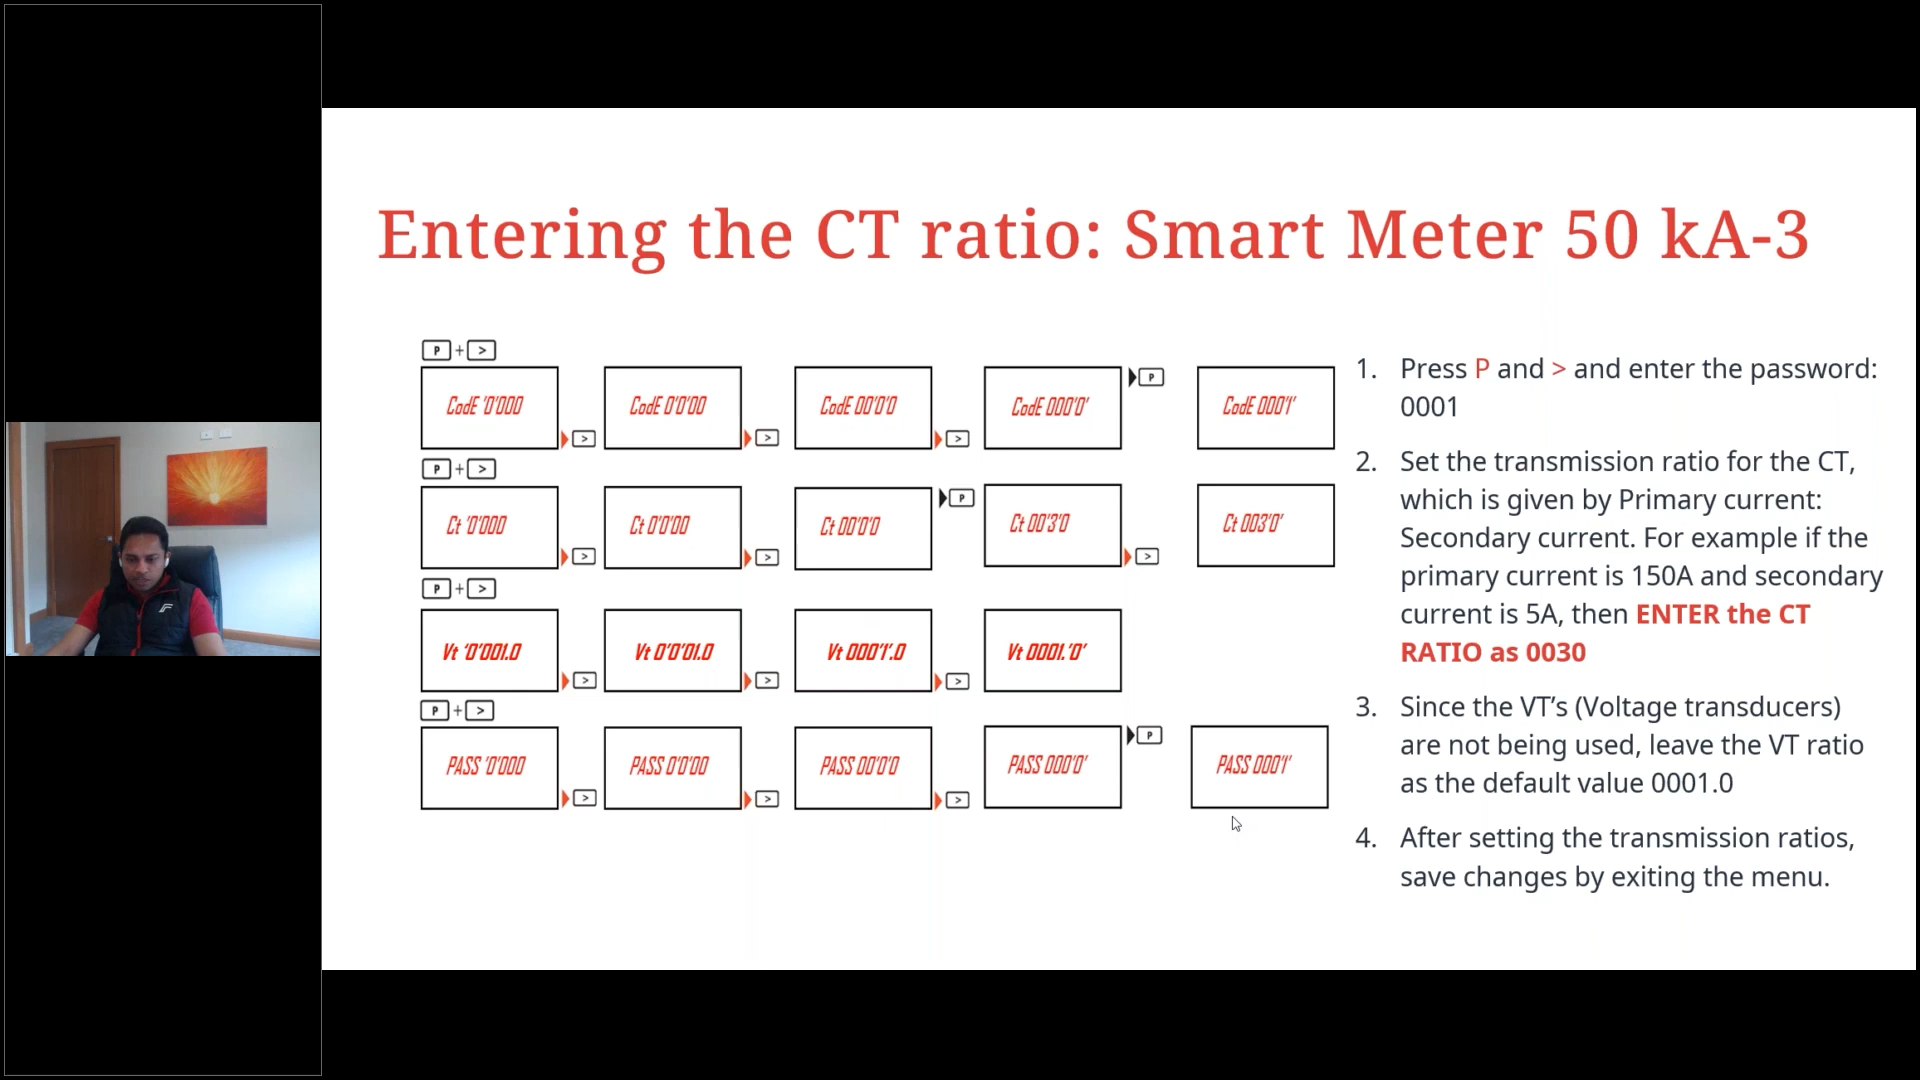 Entering the CT ratio: Smart Meter 50 kA-3
P + >
CodE '0'000 > CodE 0'0'00 > CodE 00'0'0 > CodE 000'0' P CodE 000'1'
P + >
Ct '0'000 > Ct 0'0'00 > Ct 00'0'0 P Ct 00'3'0 > Ct 003'0'
P + >
Vt '0'001.0 > Vt 0'0'01.0 > Vt 000'1'.0 > Vt 0001.'0'
P + >
PASS '0'000 > PASS 0'0'00 > PASS 00'0'0 > PASS 000'0' P PASS 000'1'
1. Press P and > and enter the password:
0001
2. Set the transmission ratio for the CT,
which is given by Primary current:
Secondary current. For example if the
primary current is 150A and secondary
current is 5A, then ENTER the CT
RATIO as 0030
3. Since the VT’s (Voltage transducers)
are not being used, leave the VT ratio
as the default value 0001.0
4. After setting the transmission ratios,
save changes by exiting the menu.